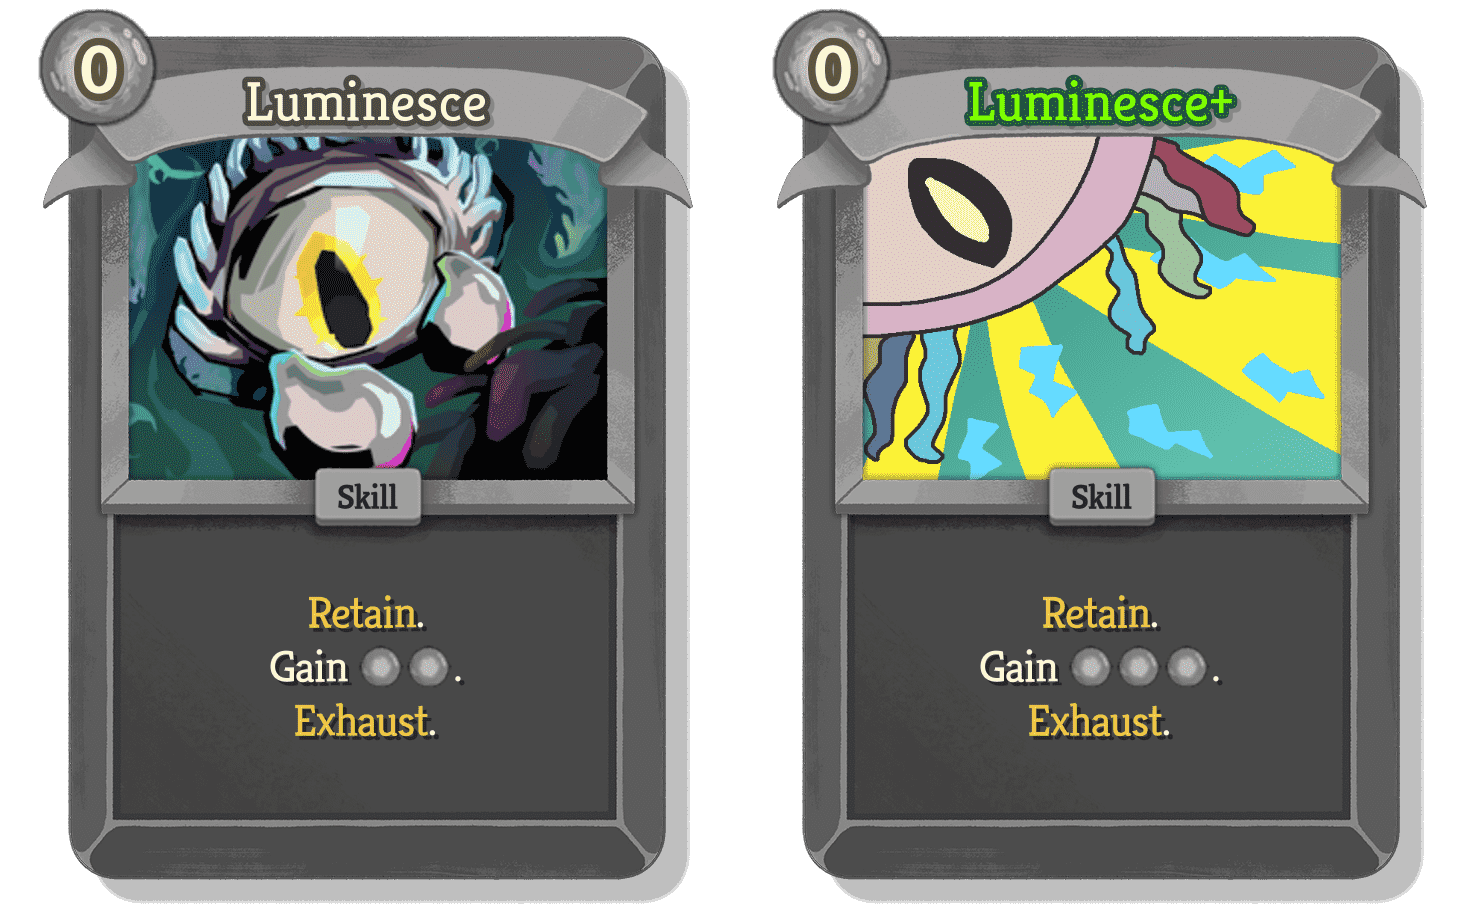 0
Luminesce
Skill
Retain.
Gain .
Exhaust.
0
Luminesce+
Skill
Retain.
Gain .
Exhaust.